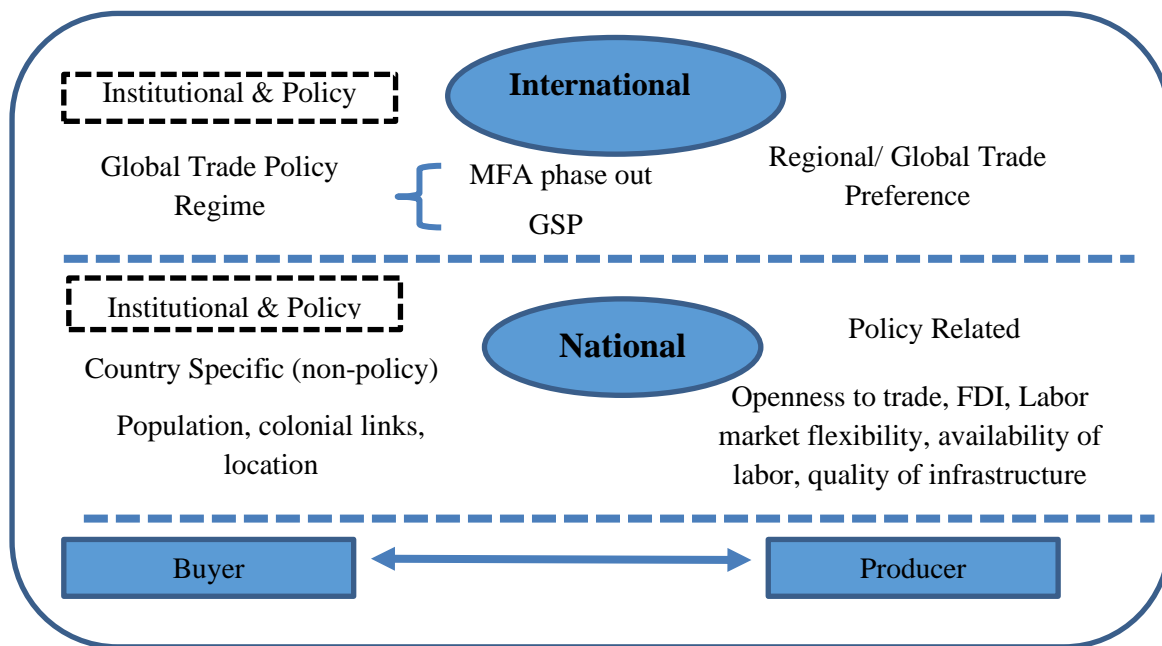 Institutional & Policy
International
Global Trade Policy
Regime
MFA phase out
GSP
Regional/ Global Trade
Preference
Institutional & Policy
National
Policy Related
Country Specific (non-policy)
Population, colonial links,
location
Openness to trade, FDI, Labor
market flexibility, availability of
labor, quality of infrastructure
Buyer
Producer